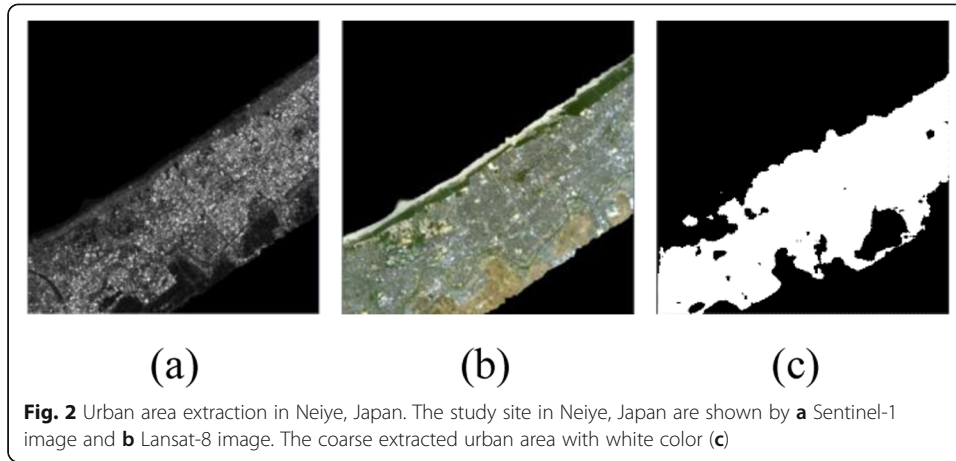 (a) (b) (c)
Fig. 2 Urban area extraction in Neiye, Japan. The study site in Neiye, Japan are shown by a Sentinel-1
image and b Lansat-8 image. The coarse extracted urban area with white color (c)